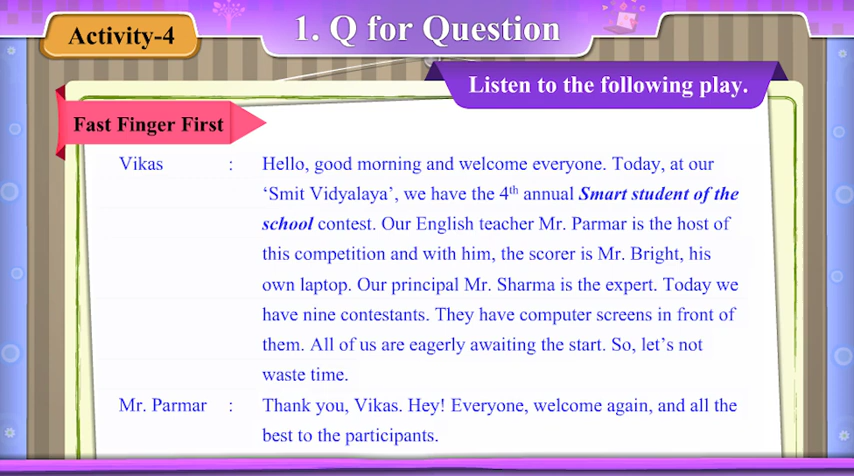 Activity-4
1. Q for Question
Listen to the following play.
Fast Finger First
Vikas : Hello, good morning and welcome everyone. Today, at our
‘Smit Vidyalaya’, we have the 4th annual Smart student of the
school contest. Our English teacher Mr. Parmar is the host of
this competition and with him, the scorer is Mr. Bright, his
own laptop. Our principal Mr. Sharma is the expert. Today we
have nine contestants. They have computer screens in front of
them. All of us are eagerly awaiting the start. So, let’s not
waste time.
Mr. Parmar : Thank you, Vikas. Hey! Everyone, welcome again, and all the
best to the participants.